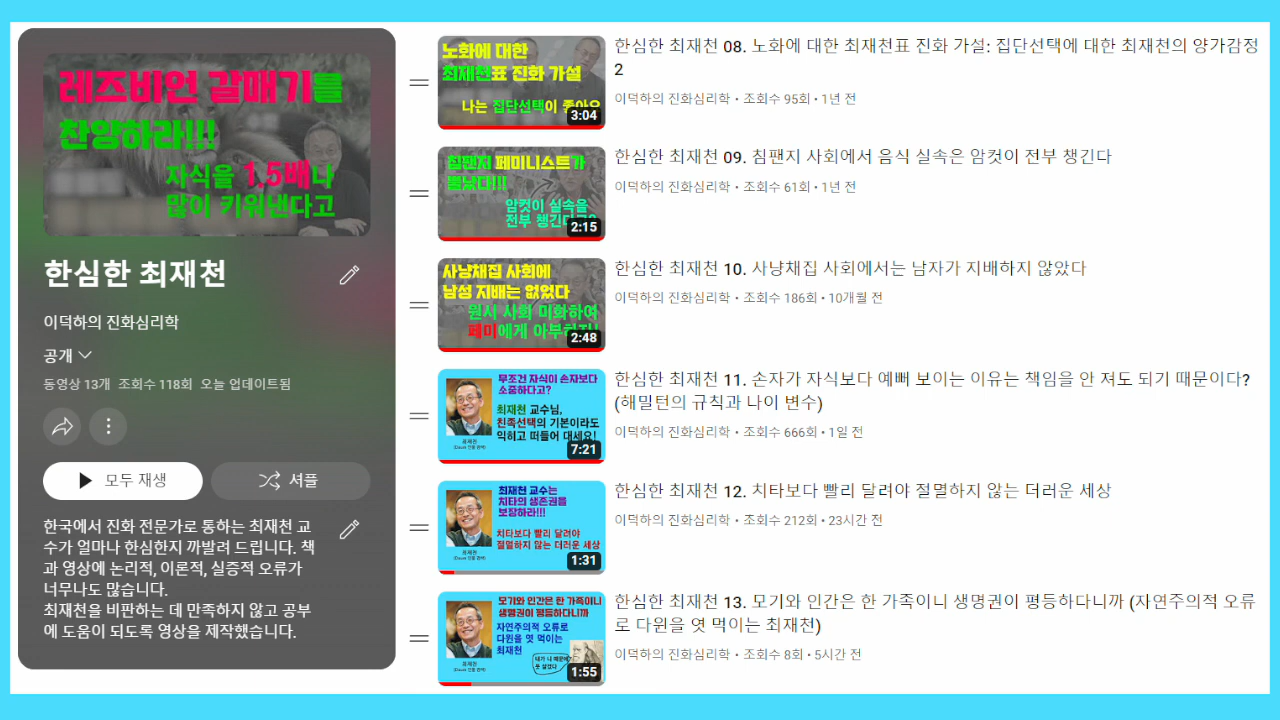 레즈비언 갈매기를
찬양하라!!!
자식을 1.5배나
많이 키워낸다고
한심한 최재천
이덕하의 진화심리학
공개
동영상 13개 조회수 118회 오늘 업데이트됨
모두 재생
셔플
한국에서 진화 전문가로 통하는 최재천 교
수가 얼마나 한심한지 까발려 드립니다. 책
과 영상에 논리적, 이론적, 실증적 오류가
너무나도 많습니다.
최재천을 비판하는 데 만족하지 않고 공부
에 도움이 되도록 영상을 제작했습니다.
노화에 대한
최재천표 진화 가설
나는 집단선택이 좋아요
3:04
한심한 최재천 08. 노화에 대한 최재천표 진화 가설: 집단선택에 대한 최재천의 양가감정
2
이덕하의 진화심리학 • 조회수 95회 • 1년 전
침팬지 페미니스트가
암컷이 실속을
전부 챙긴다고?
2:15
한심한 최재천 09. 침팬지 사회에서 음식 실속은 암컷이 전부 챙긴다
이덕하의 진화심리학 • 조회수 61회 • 1년 전
사냥채집 사회에
남성 지배는 없었다
원시 사회 미화하여
페미에게 아부하자!
2:48
한심한 최재천 10. 사냥채집 사회에서는 남자가 지배하지 않았다
이덕하의 진화심리학 • 조회수 186회 • 10개월 전
무조건 자식이 손자보다
소중하다고?
최재천 교수님,
친족선택의 기본이라도
익히고 떠들어 대세요!
최재천
7:21
한심한 최재천 11. 손자가 자식보다 예뻐 보이는 이유는 책임을 안 져도 되기 때문이다?
(해밀턴의 규칙과 나이 변수)
이덕하의 진화심리학 • 조회수 666회 • 1일 전
최재천 교수는
치타의 생존권을
보장하라!!!
치타보다 빨리 달려야
절멸하지 않는 더러운 세상
최재천
1:31
한심한 최재천 12. 치타보다 빨리 달려야 절멸하지 않는 더러운 세상
이덕하의 진화심리학 • 조회수 212회 • 23시간 전
모기와 인간은 한 가족이니
생명권이 평등하다니까
자연주의적 오류로
다윈을 엿 먹이는
최재천
최재천
1:55
한심한 최재천 13. 모기와 인간은 한 가족이니 생명권이 평등하다니까 (자연주의적 오류
로 다윈을 엿 먹이는 최재천)
이덕하의 진화심리학 • 조회수 8회 • 5시간 전